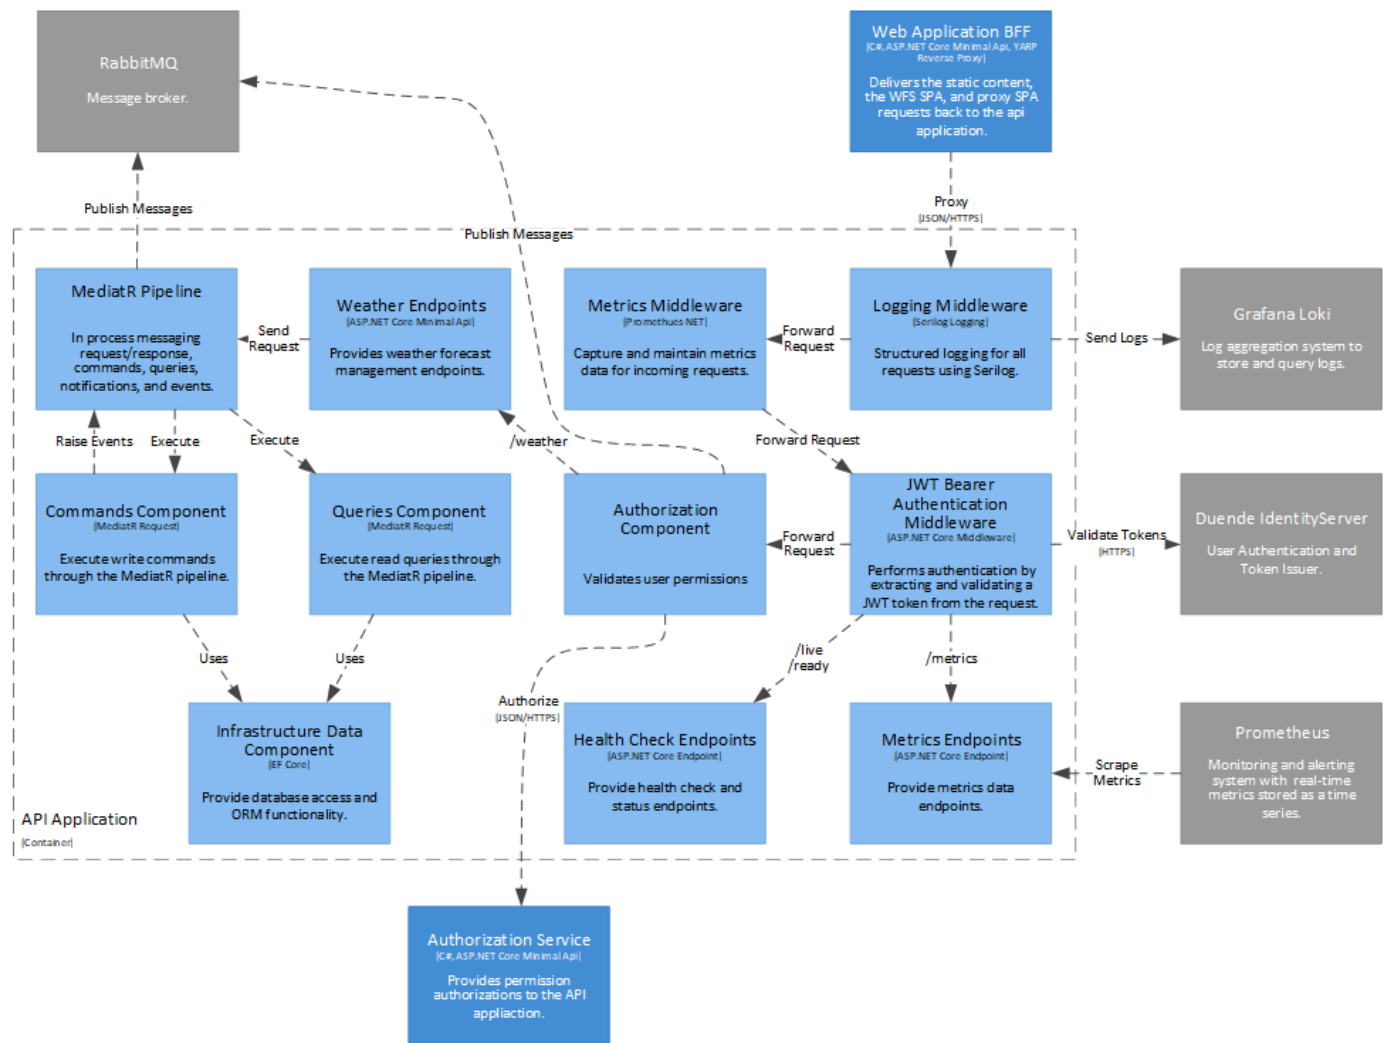 RabbitMQ
Message broker.
Web Application BFF
(C#, ASP.NET Core Minimal Api, YARP
Reverse Proxy)
Delivers the static content,
the WFS SPA, and proxy SPA
requests back to the api
application.
Publish Messages
Proxy
(JSON/HTTPS)
Publish Messages
MediatR Pipeline
In process messaging
request/response,
commands, queries,
notifications, and events.
Send
Request
Weather Endpoints
(ASP.NET Core Minimal Api)
Provides weather forecast
management endpoints.
Metrics Middleware
(Promthues NET)
Capture and maintain metrics
data for incoming requests.
Forward
Request
Logging Middleware
(Serilog Logging)
Structured logging for all
requests using Serilog.
Send Logs
Grafana Loki
Log aggregation system to
store and query logs.
Raise Events
Execute
Execute
/weather
Forward Request
Commands Component
(MediatR Request)
Execute write commands
through the MediatR pipeline.
Queries Component
(MediatR Request)
Execute read queries through
the MediatR pipeline.
Authorization
Component
Validates user permissions
Forward
Request
JWT Bearer
Authentication
Middleware
(ASP.NET Core Middleware)
Performs authentication by
extracting and validating a
JWT token from the request.
Validate Tokens
(HTTPS)
Duende IdentityServer
User Authentication and
Token Issuer.
Uses
Uses
/live
/ready
/metrics
Authorize
(JSON/HTTPS)
Infrastructure Data
Component
(EF Core)
Provide database access and
ORM functionality.
Health Check Endpoints
(ASP.NET Core Endpoint)
Provide health check and
status endpoints.
Metrics Endpoints
(ASP.NET Core Endpoint)
Provide metrics data
endpoints.
Scrape
Metrics
Prometheus
Monitoring and alerting
system with real-time
metrics stored as a time
series.
API Application
(Container)
Authorization Service
(C#, ASP.NET Core Minimal Api)
Provides permission
authorizations to the API
appliaction.